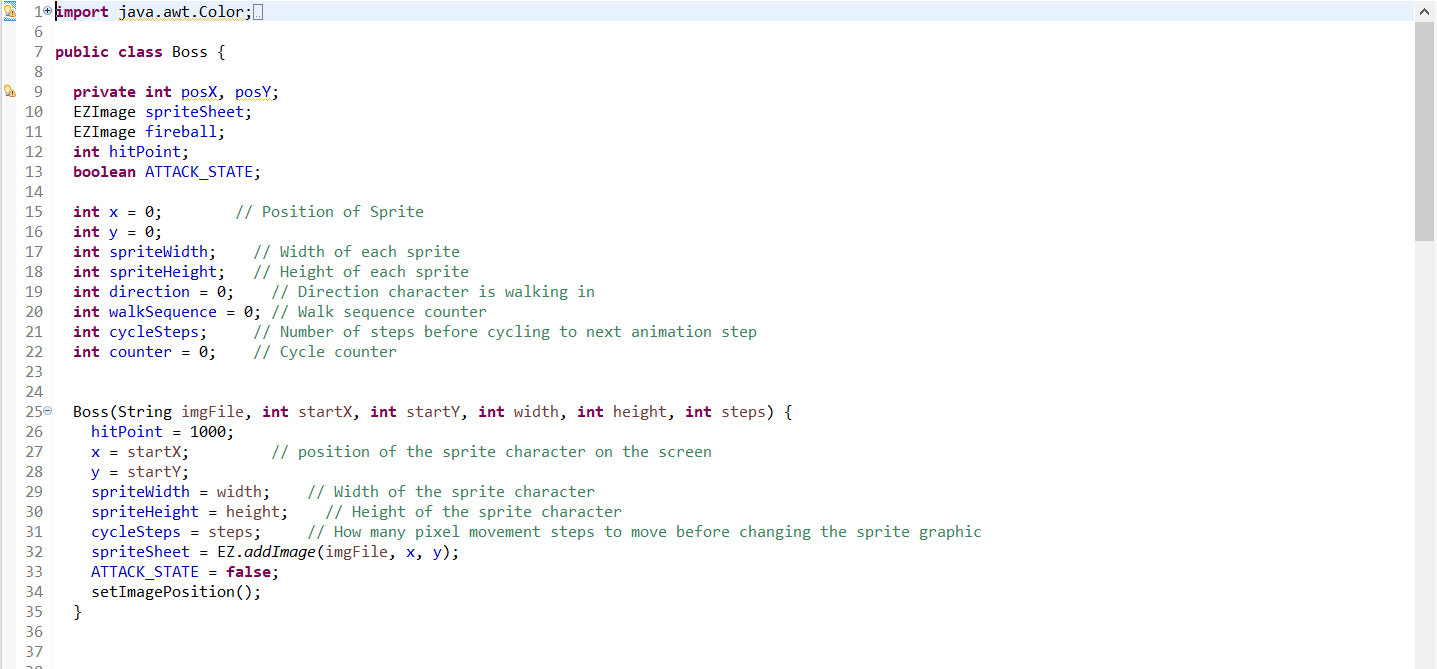 1 import java.awt.Color;
6
7 public class Boss {
8
9 private int posX, posY;
10 EZImage spriteSheet;
11 EZImage fireball;
12 int hitPoint;
13 boolean ATTACK_STATE;
14
15 int x = 0; // Position of Sprite
16 int y = 0;
17 int spriteWidth; // Width of each sprite
18 int spriteHeight; // Height of each sprite
19 int direction = 0; // Direction character is walking in
20 int walkSequence = 0; // Walk sequence counter
21 int cycleSteps; // Number of steps before cycling to next animation step
22 int counter = 0; // Cycle counter
23
24
25 Boss(String imgFile, int startX, int startY, int width, int height, int steps) {
26 hitPoint = 1000;
27 x = startX; // position of the sprite character on the screen
28 y = startY;
29 spriteWidth = width; // Width of the sprite character
30 spriteHeight = height; // Height of the sprite character
31 cycleSteps = steps; // How many pixel movement steps to move before changing the sprite graphic
32 spriteSheet = EZ.addImage(imgFile, x, y);
33 ATTACK_STATE = false;
34 setImagePosition();
35 }
36
37